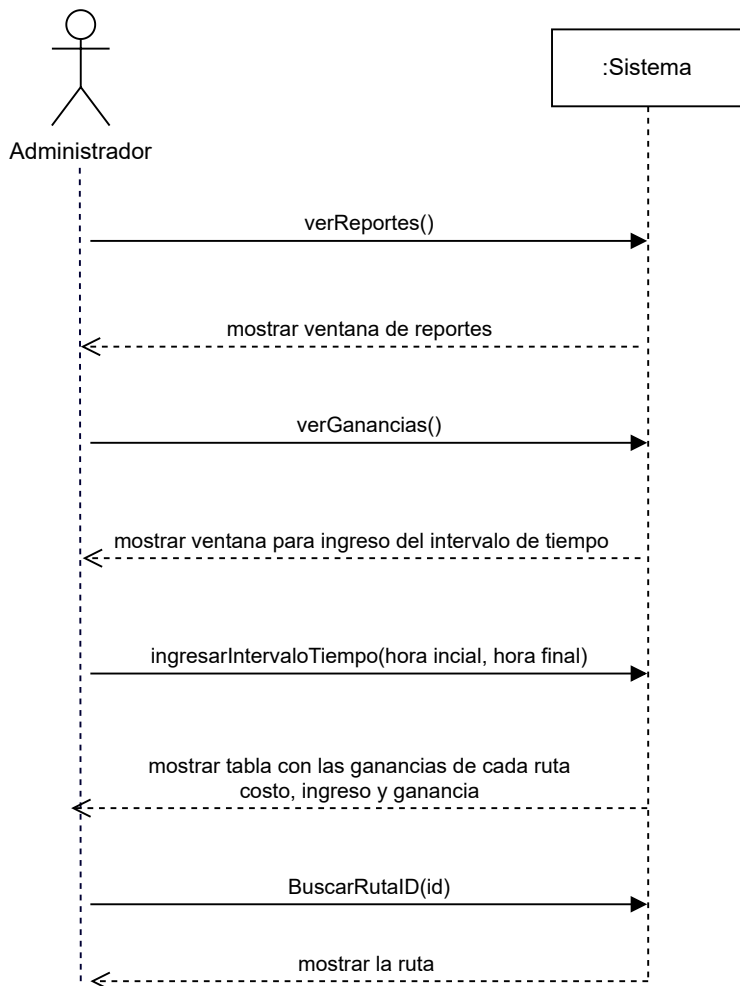 :Sistema
Administrador
verReportes()
mostrar ventana de reportes
verGanancias()
mostrar ventana para ingreso del intervalo de tiempo
ingresarIntervaloTiempo(hora incial, hora final)
mostrar tabla con las ganancias de cada ruta
costo, ingreso y ganancia
BuscarRutaID(id)
mostrar la ruta